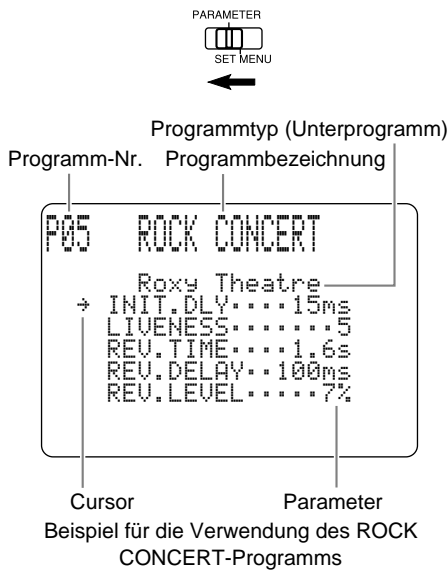 PARAMETER
SET MENU
Programmtyp (Unterprogramm)
Programm-Nr. Programmbezeichnung
P05 ROCK CONCERT
Roxy Theatre
→ INIT.DLY····15ms
LIVENESS·······5
REV.TIME····1.6s
REV.DELAY··100ms
REV.LEVEL·····7%
Cursor Parameter
Beispiel für die Verwendung des ROCK
CONCERT-Programms